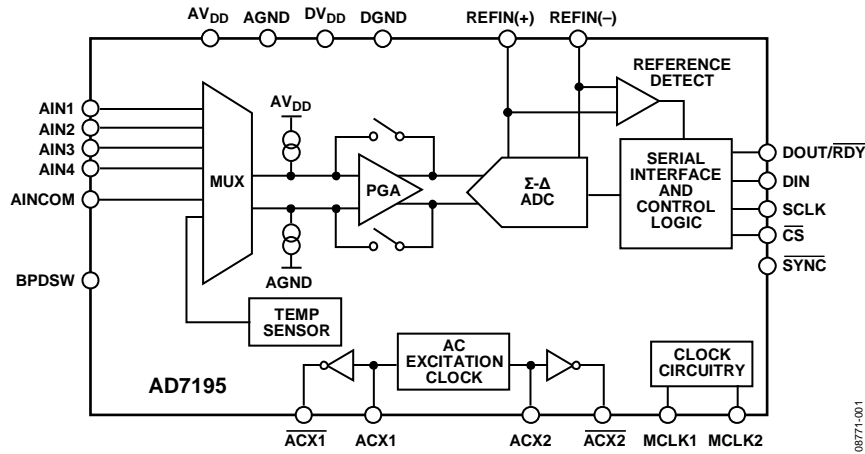 AVDD AGND DVDD DGND REFIN(+) REFIN(–)
REFERENCE
DETECT
AIN1
AIN2
AIN3
AIN4
AINCOM
BPDSW
MUX
AVDD
AGND
PGA
Σ-Δ
ADC
SERIAL
INTERFACE
AND
CONTROL
LOGIC
DOUT/RDY
DIN
SCLK
CS
SYNC
TEMP
SENSOR
AC
EXCITATION
CLOCK
CLOCK
CIRCUITRY
AD7195
ACX1 ACX1 ACX2 ACX2 MCLK1 MCLK2
08771-001